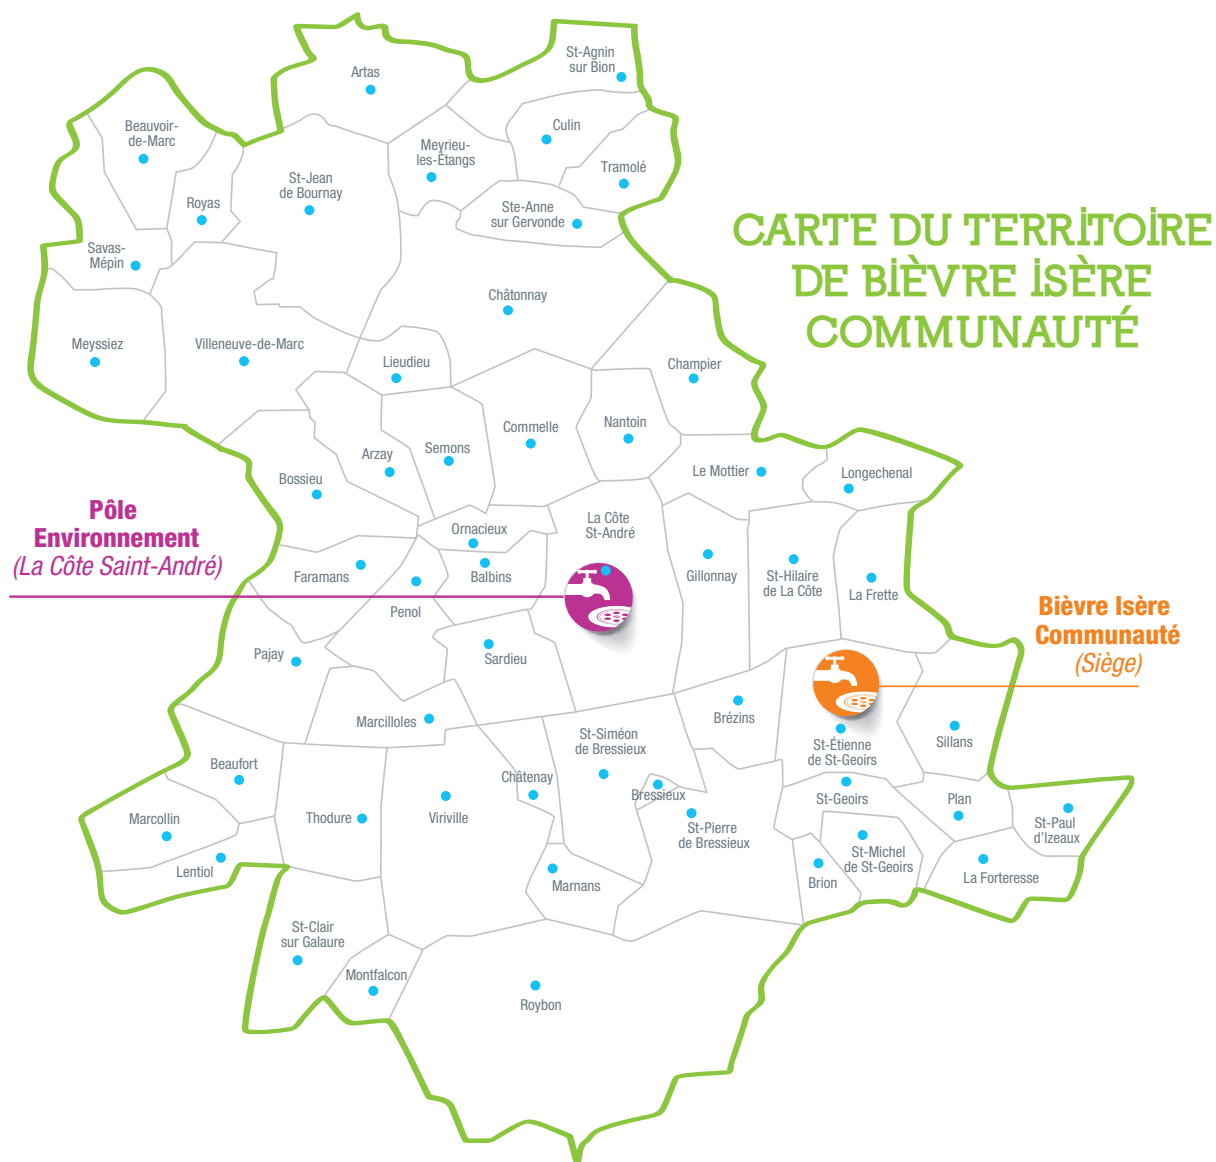 St-Agnin
sur Bion
Artas
Beauvoir-
de-Marc
Culin
Meyrieu-
les-Étangs
Tramolé
St-Jean
de Bournay
Royas
Ste-Anne
sur Gervonde
CARTE DU TERRITOIRE
DE BIÈVRE ISÈRE
COMMUNAUTÉ
Savas-
Mépin
Châtonnay
Meyssiez
Villeneuve-de-Marc
Lieudieu
Champier
Commelle
Nantoin
Semons
Arzay
Le Mottier
Longechenal
Bossieu
Pôle
Environnement
(La Côte Saint-André)
La Côte
St-André
Ornacieux
Balbins
Faramans
Penol
Gillonnay
St-Hilaire
de La Côte
La Frette
Bièvre Isère
Communauté
(Siège)
Pajay
Sardieu
Marcilloles
Brézins
St-Siméon
de Bressieux
St-Étienne
de St-Geoirs
Sillans
Beaufort
Châtenay
Bressieux
St-Geoirs
Plan
Marcollin
Thodure
Viriville
St-Pierre
de Bressieux
St-Paul
d'Izeaux
St-Michel
de St-Geoirs
Lentiol
Marnans
Brion
La Forteresse
St-Clair
sur Galaure
Montfalcon
Roybon